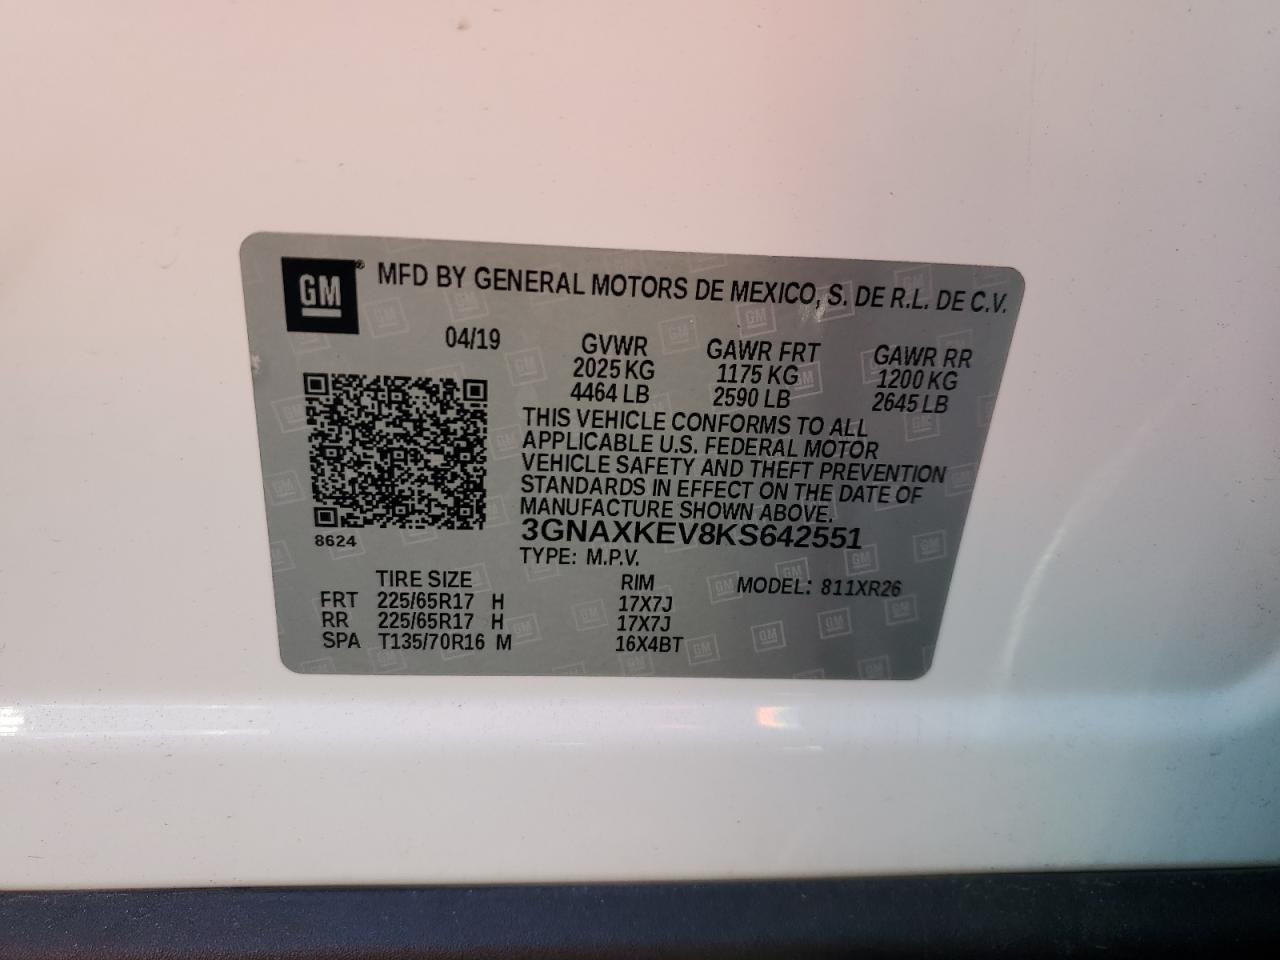 GM® MFD BY GENERAL MOTORS DE MEXICO, S. DE R.L. DE C.V.
04/19 GVWR GAWR FRT GAWR RR
2025 KG 1175 KG 1200 KG
4464 LB 2590 LB 2645 LB
THIS VEHICLE CONFORMS TO ALL
APPLICABLE U.S. FEDERAL MOTOR
VEHICLE SAFETY AND THEFT PREVENTION
STANDARDS IN EFFECT ON THE DATE OF
MANUFACTURE SHOWN ABOVE.
3GNAXKEV8KS642551
8624
TYPE: M.P.V.
TIRE SIZE RIM MODEL: 811XR26
FRT 225/65R17 H 17X7J
RR 225/65R17 H 17X7J
SPA T135/70R16 M 16X4BT